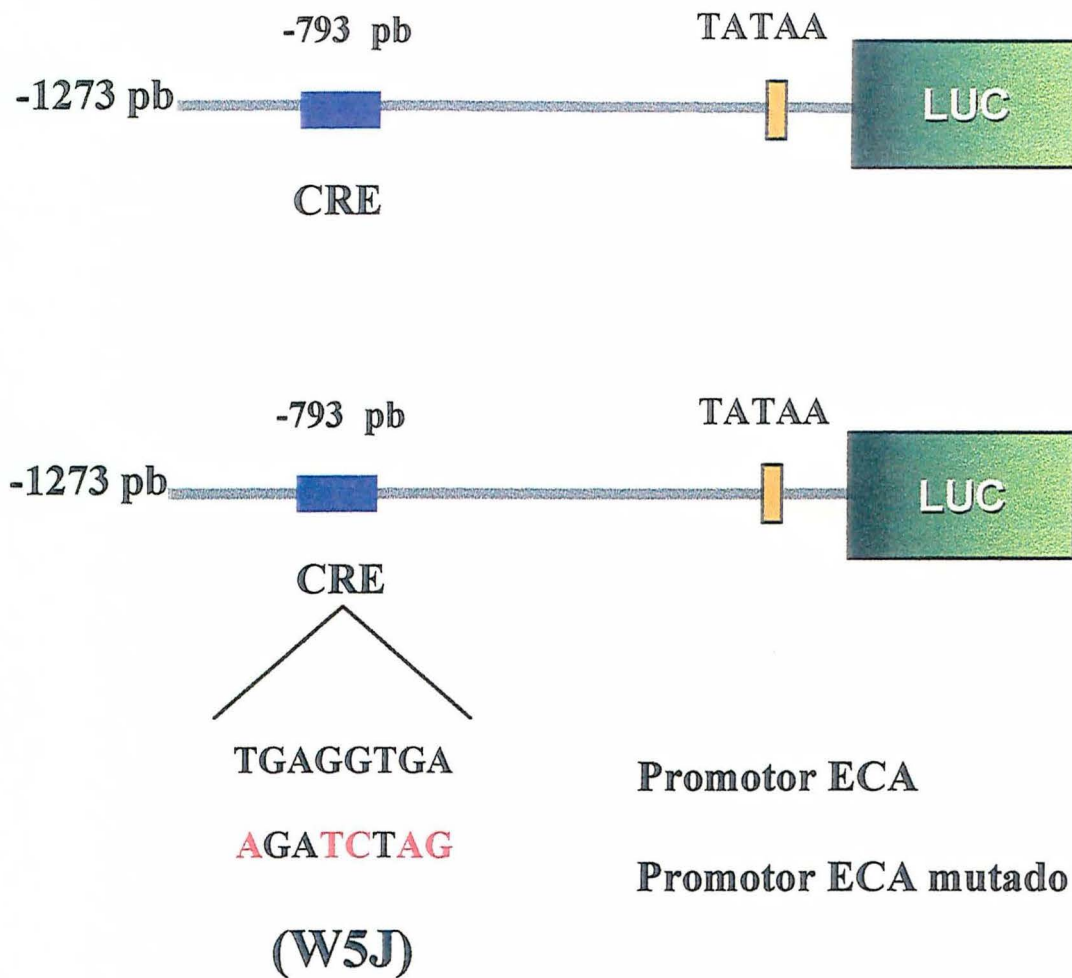 -793 pb TATAA
-1273 pb LUC
CRE
-793 pb TATAA
-1273 pb LUC
CRE
TGAGGTGA Promotor ECA
AGATCTAG Promotor ECA mutado
(W5J)